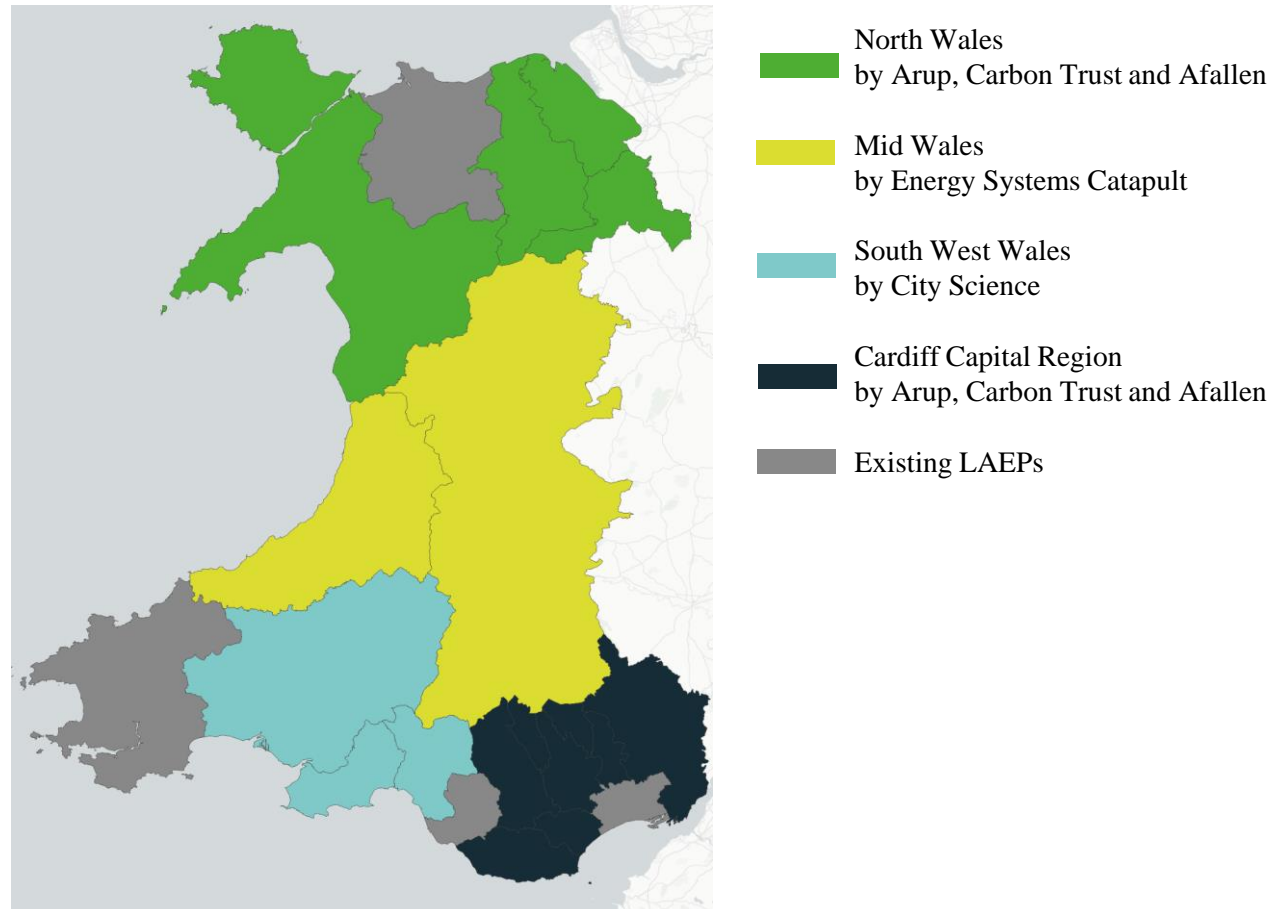 North Wales
by Arup, Carbon Trust and Afallen
Mid Wales
by Energy Systems Catapult
South West Wales
by City Science
Cardiff Capital Region
by Arup, Carbon Trust and Afallen
Existing LAEPs